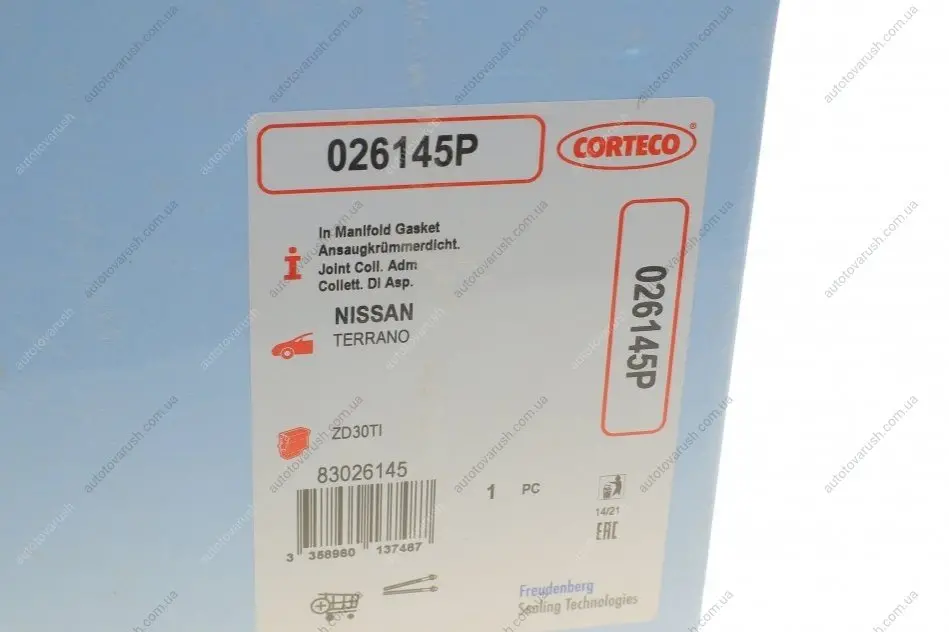 026145P
CORTECO®
In Manifold Gasket
Ansaugkrümmerdicht.
Joint Coll. Adm
Collett. Di Asp.
NISSAN
TERRANO
026145P
ZD30TI
83026145
1 PC
14/21
EAC
3 358960 137487
Freudenberg
Sealing Technologies
autotovarush.com.ua